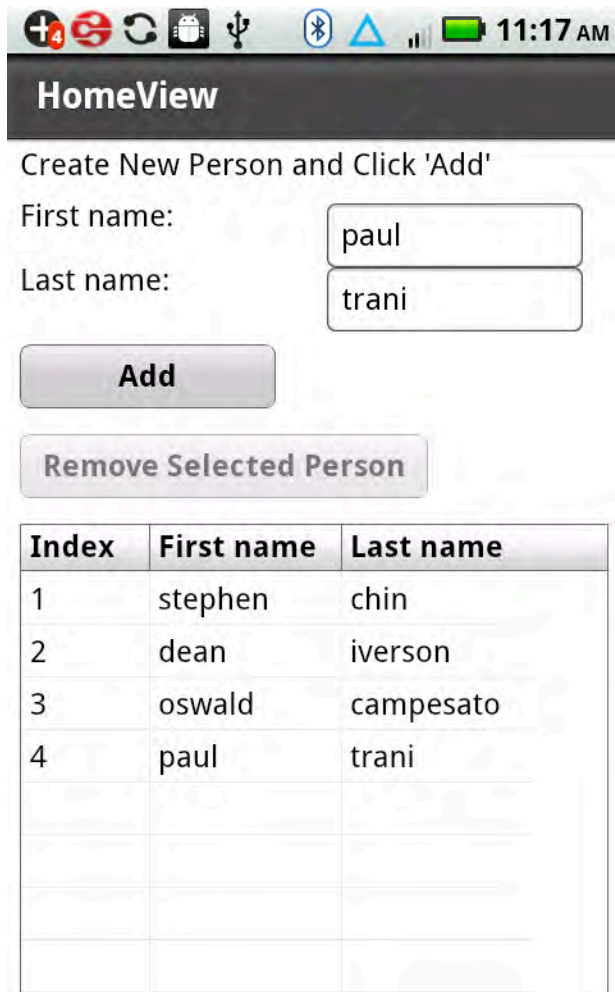 4 11:17 AM
HomeView
Create New Person and Click 'Add'
First name: paul
Last name: trani
Add
Remove Selected Person
Index First name Last name
1 stephen chin
2 dean iverson
3 oswald campesato
4 paul trani